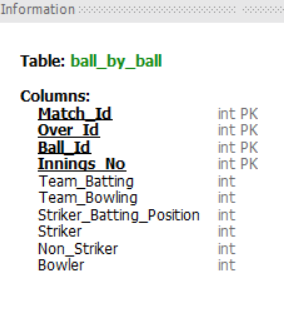 Information
Table: ball_by_ball
Columns:
Match_Id int PK
Over_Id int PK
Ball_Id int PK
Innings_No int PK
Team_Batting int
Team_Bowling int
Striker_Batting_Position int
Striker int
Non_Striker int
Bowler int